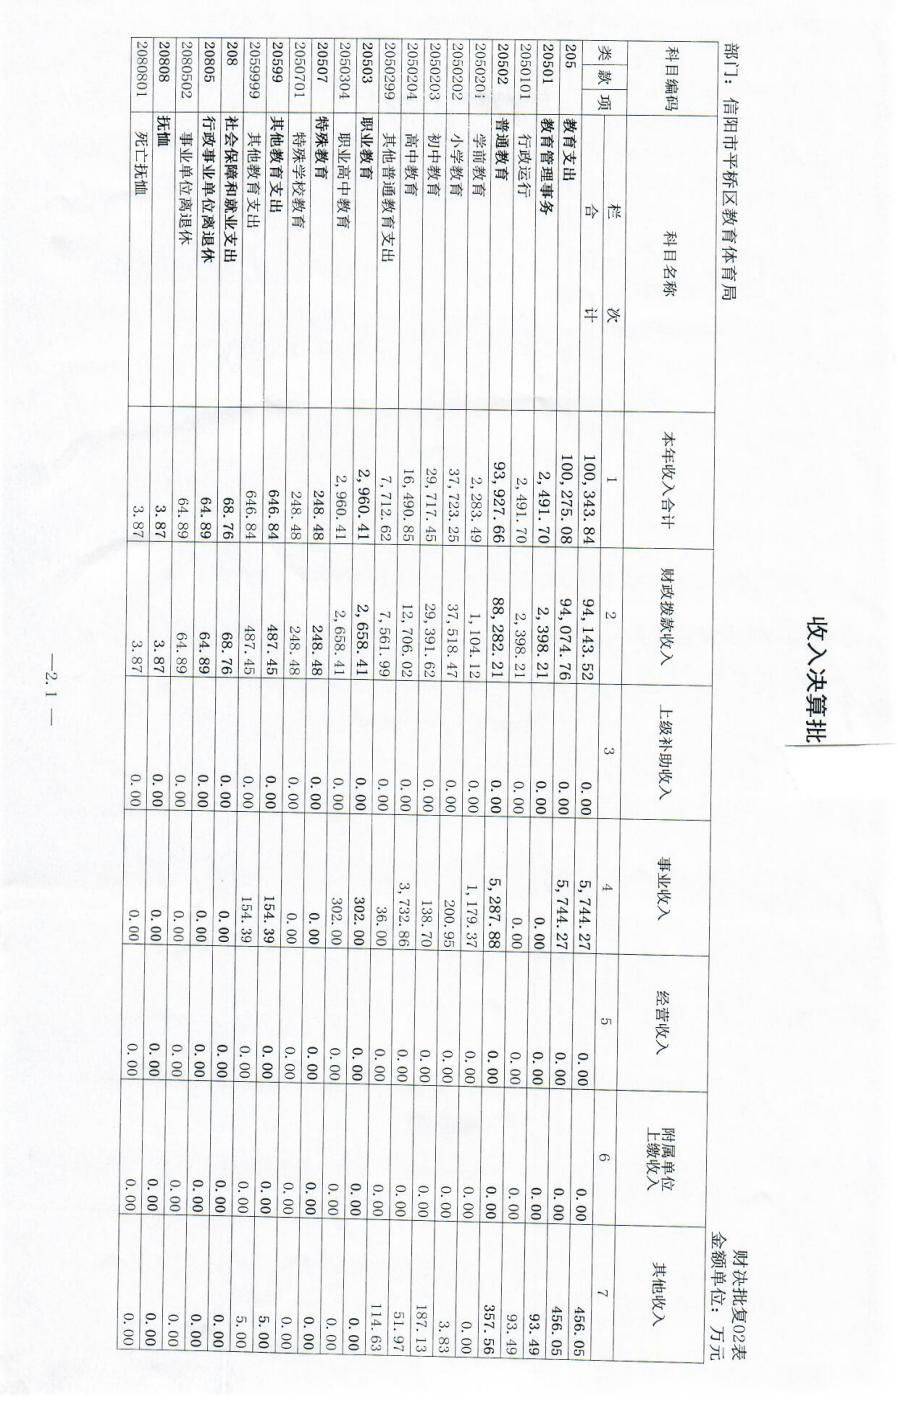 收入决算批
财决批复02表
部门：信阳市平桥区教育体育局 金额单位：万元
科目编码 科目名称 本年收入合计 财政拨款收入 上级补助收入 事业收入 经营收入 附属单位上缴收入 其他收入
类 款 项 栏次 1 2 3 4 5 6 7
合计 100,343.84 94,143.52 0.00 5,744.27 0.00 0.00 456.05
205 教育支出 100,275.08 94,074.76 0.00 5,744.27 0.00 0.00 456.05
20501 教育管理事务 2,491.70 2,398.21 0.00 0.00 0.00 0.00 93.49
2050101 行政运行 2,491.70 2,398.21 0.00 0.00 0.00 0.00 93.49
20502 普通教育 93,927.66 88,282.21 0.00 5,287.88 0.00 0.00 357.56
2050201 学前教育 2,283.49 1,104.12 0.00 1,179.37 0.00 0.00 0.00
2050202 小学教育 37,723.25 37,518.47 0.00 200.95 0.00 0.00 3.83
2050203 初中教育 29,717.45 29,391.62 0.00 138.70 0.00 0.00 187.13
2050204 高中教育 16,490.85 12,706.02 0.00 3,732.86 0.00 0.00 51.97
2050299 其他普通教育支出 7,712.62 7,561.99 0.00 36.00 0.00 0.00 114.63
20503 职业教育 2,960.41 2,658.41 0.00 302.00 0.00 0.00 0.00
2050304 职业高中教育 2,960.41 2,658.41 0.00 302.00 0.00 0.00 0.00
20507 特殊教育 248.48 248.48 0.00 0.00 0.00 0.00 0.00
2050701 特殊学校教育 248.48 248.48 0.00 0.00 0.00 0.00 0.00
20599 其他教育支出 646.84 487.45 0.00 154.39 0.00 0.00 5.00
2059999 其他教育支出 646.84 487.45 0.00 154.39 0.00 0.00 5.00
208 社会保障和就业支出 68.76 68.76 0.00 0.00 0.00 0.00 0.00
20805 行政事业单位离退休 64.89 64.89 0.00 0.00 0.00 0.00 0.00
2080502 事业单位离退休 64.89 64.89 0.00 0.00 0.00 0.00 0.00
20808 抚恤 3.87 3.87 0.00 0.00 0.00 0.00 0.00
2080801 死亡抚恤 3.87 3.87 0.00 0.00 0.00 0.00 0.00
—2.1 —